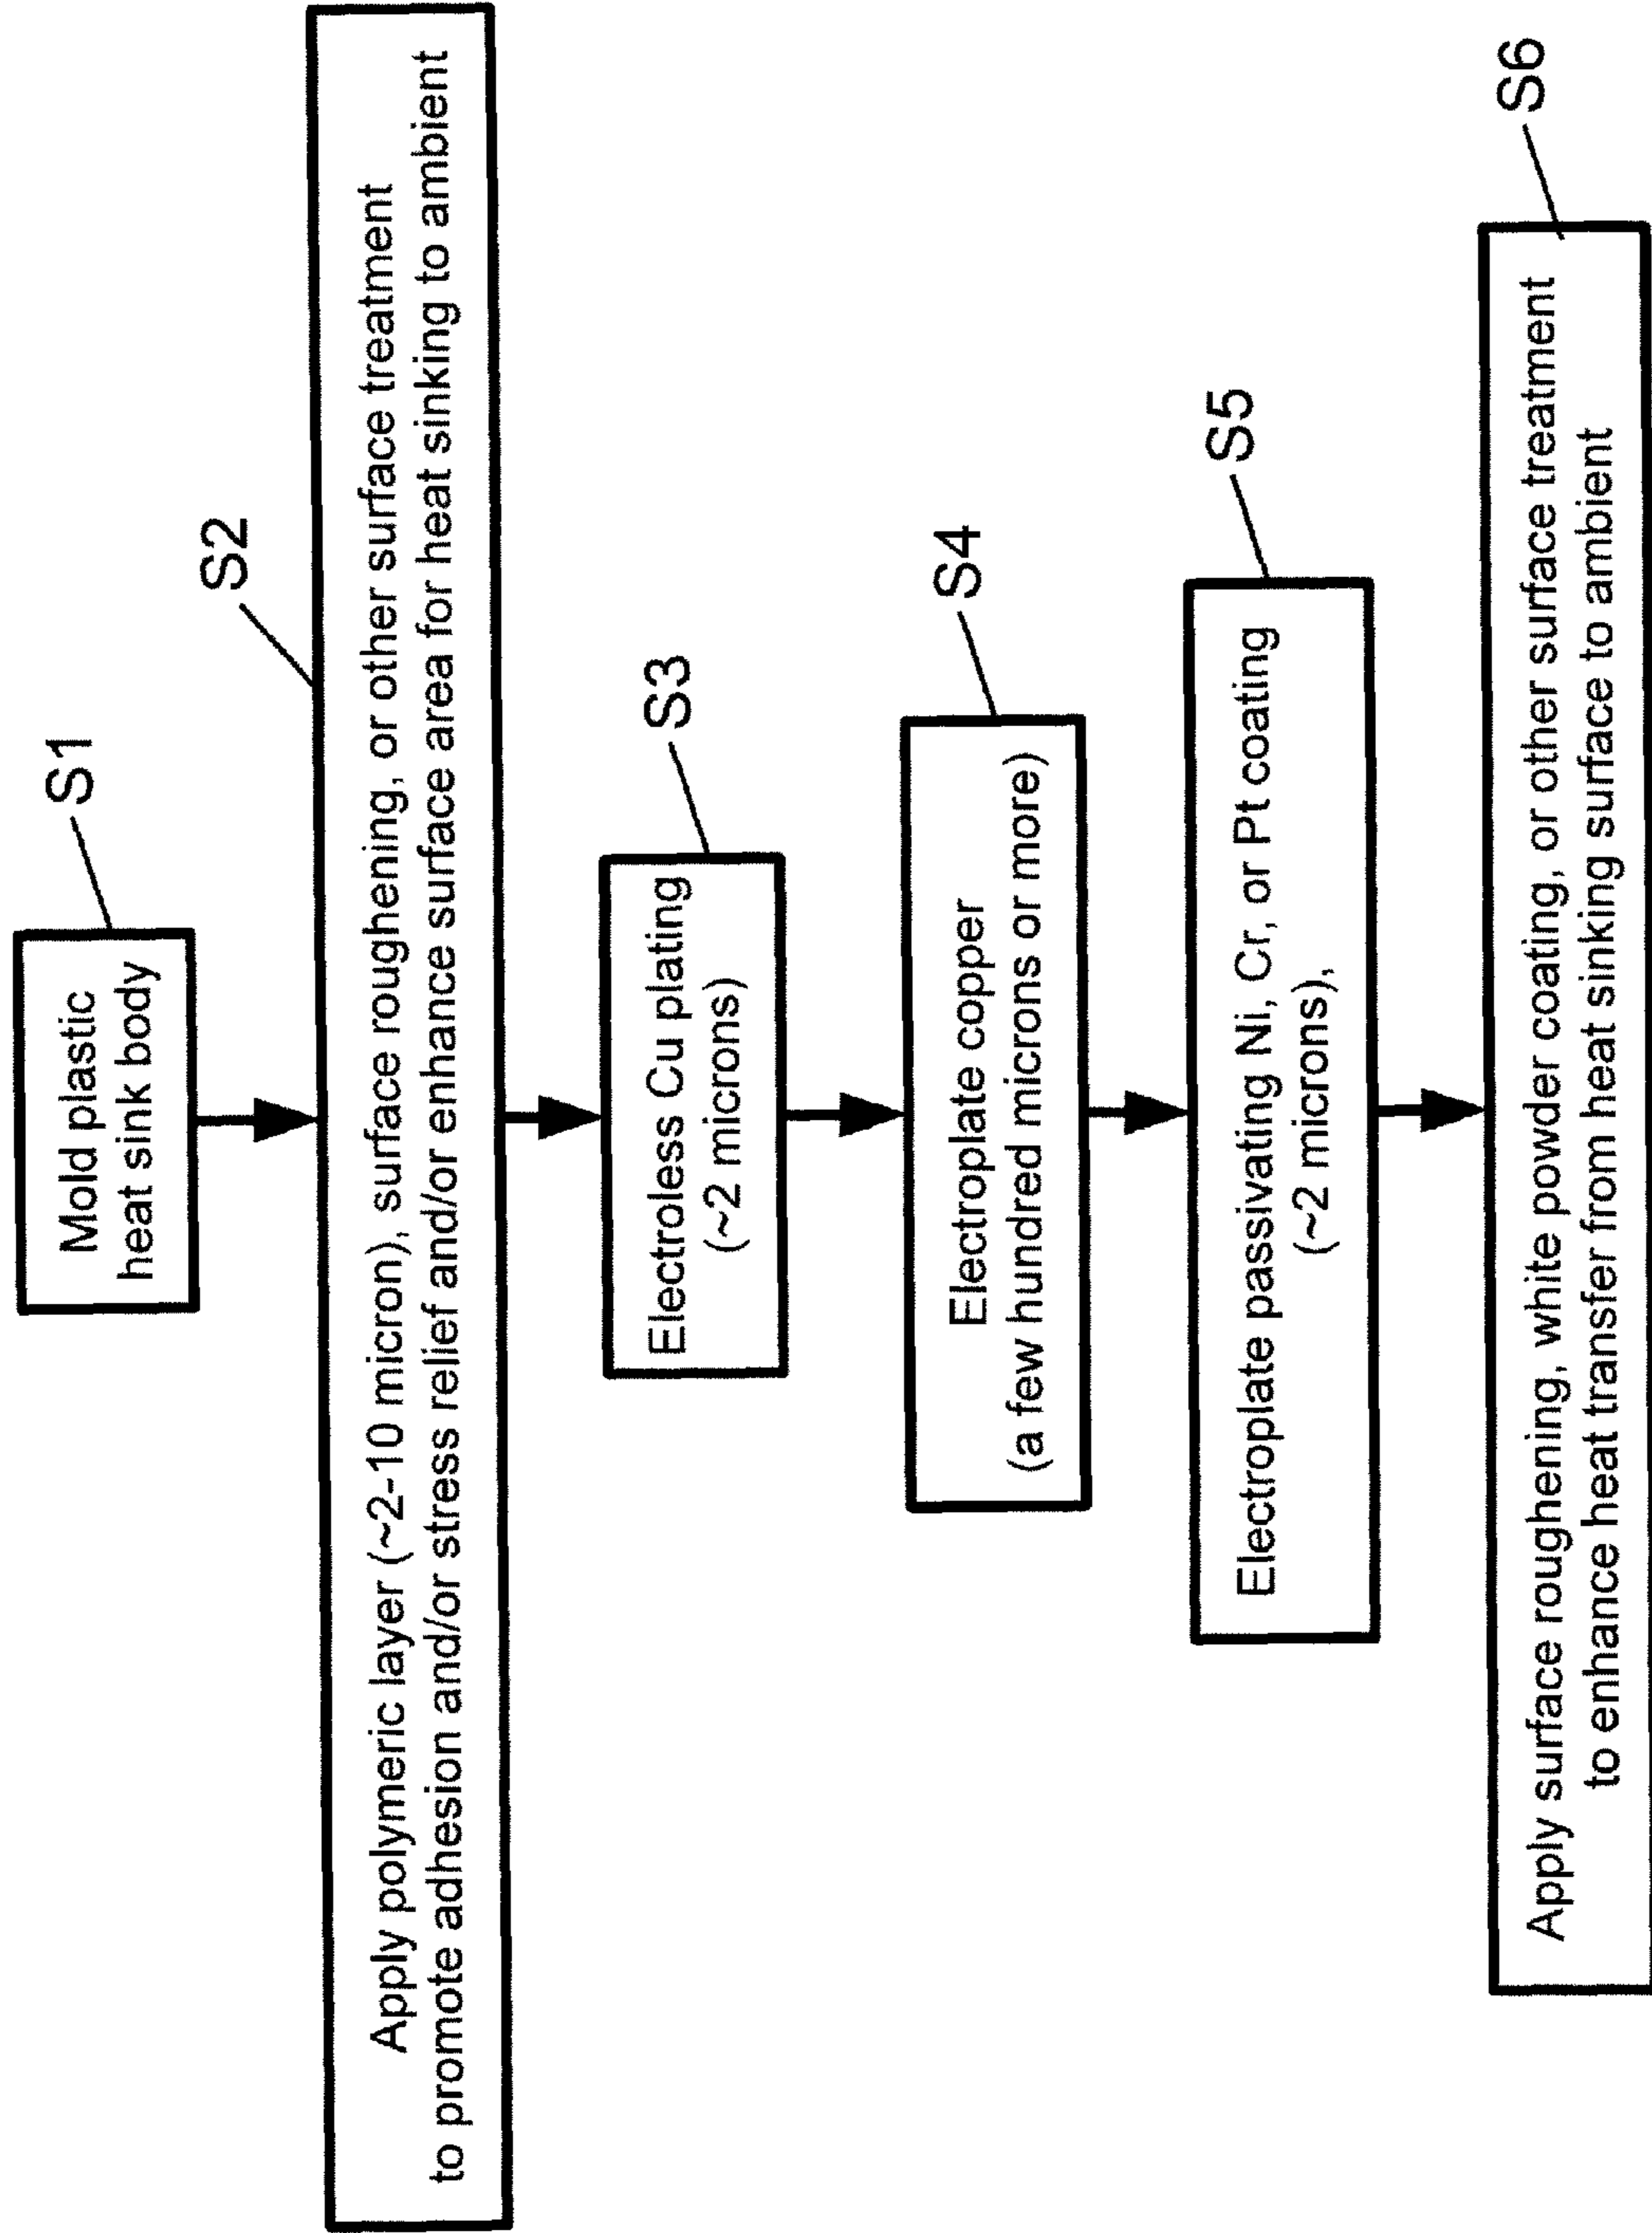 S1
Mold plastic
heat sink body
S2
Apply polymeric layer (~2-10 micron), surface roughening, or other surface treatment
to promote adhesion and/or stress relief and/or enhance surface area for heat sinking to ambient
S3
Electroless Cu plating
(~2 microns)
S4
Electroplate copper
(a few hundred microns or more)
S5
Electroplate passivating Ni, Cr, or Pt coating
(~2 microns),
S6
Apply surface roughening, white powder coating, or other surface treatment
to enhance heat transfer from heat sinking surface to ambient